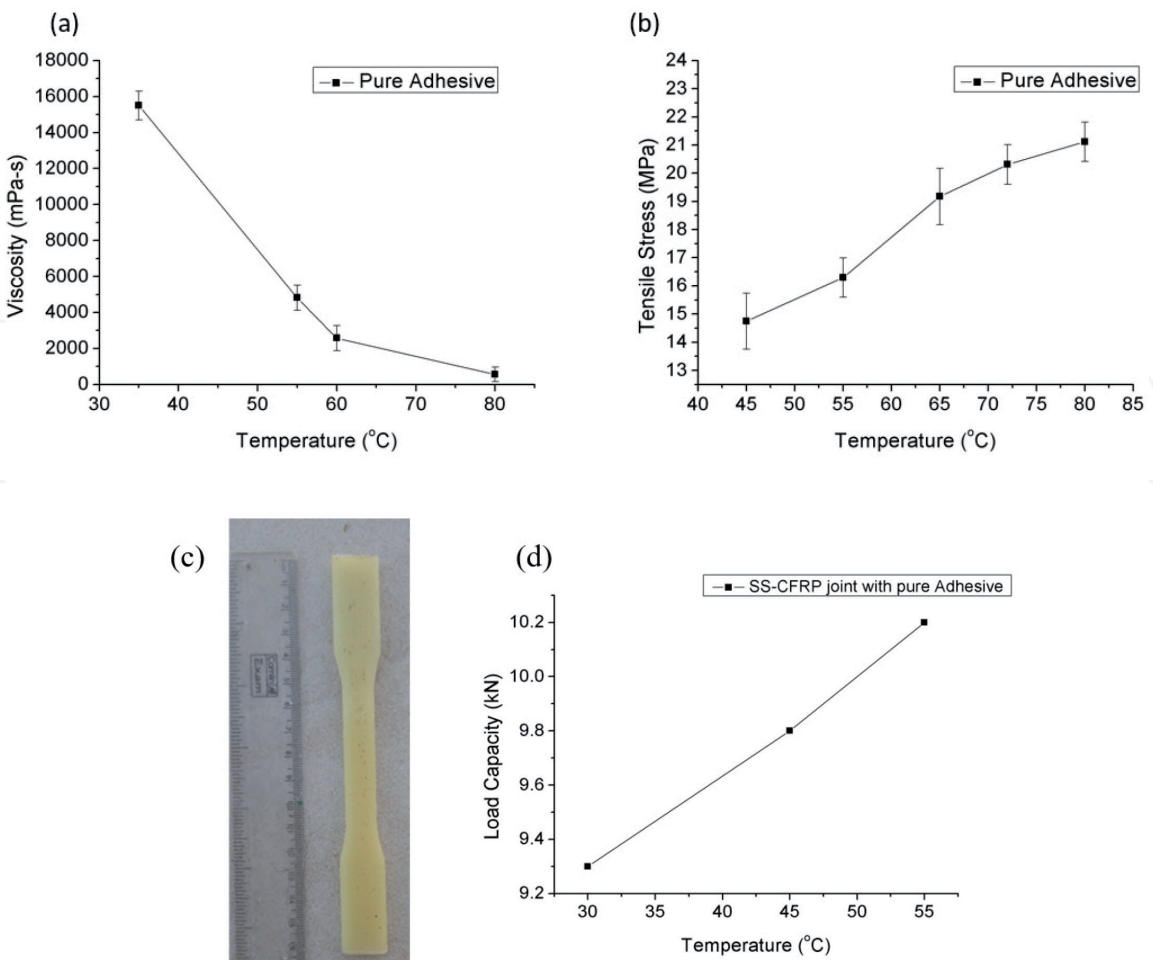 (a)
Pure Adhesive
18000
16000
14000
12000
10000
8000
6000
4000
2000
0
Viscosity (mPa-s)
30 40 50 60 70 80
Temperature (°C)
(b)
Pure Adhesive
24
23
22
21
20
19
18
17
16
15
14
13
Tensile Stress (MPa)
40 45 50 55 60 65 70 75 80 85
Temperature (°C)
(c)
Exam
(d)
SS-CFRP joint with pure Adhesive
10.2
10.0
9.8
9.6
9.4
9.2
Load Capacity (kN)
30 35 40 45 50 55
Temperature (°C)